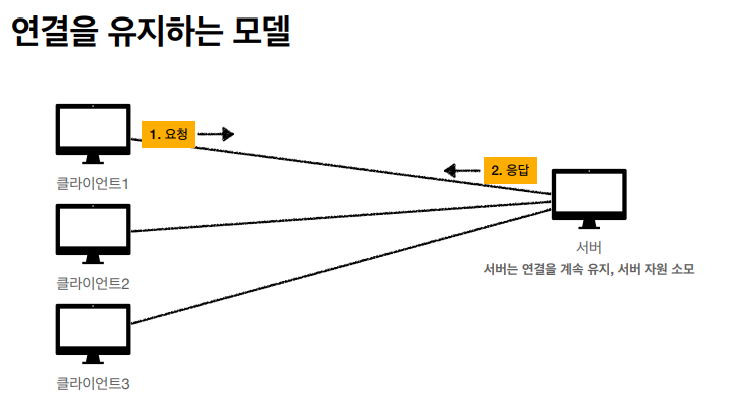 연결을 유지하는 모델
1. 요청
2. 응답
클라이언트1
서버
서버는 연결을 계속 유지, 서버 자원 소모
클라이언트2
클라이언트3